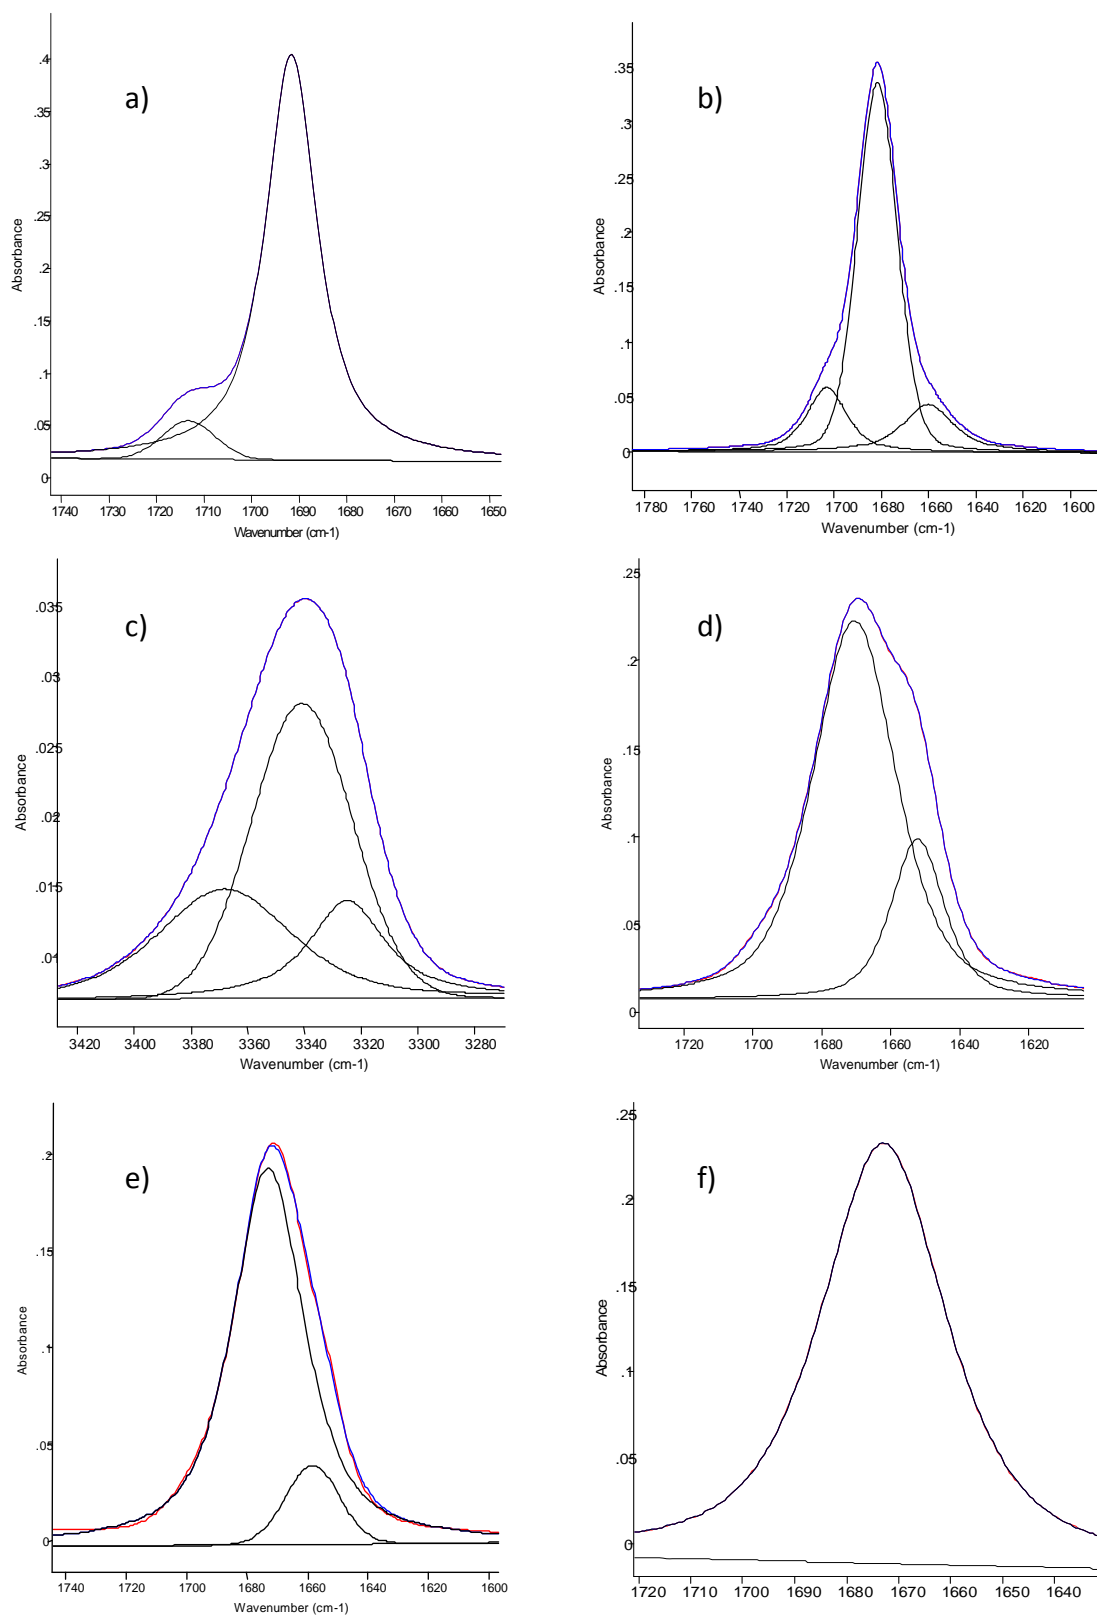 a)
.4
.35
.3
.25
.2
.15
.1
.05
0
Absorbance
1740 1730 1720 1710 1700 1690 1680 1670 1660 1650
Wavenumber (cm-1)
b)
.35
.3
.25
.2
.15
.1
.05
0
Absorbance
1780 1760 1740 1720 1700 1680 1660 1640 1620 1600
Wavenumber (cm-1)
c)
.035
.03
.025
.02
.015
.01
Absorbance
3420 3400 3380 3360 3340 3320 3300 3280
Wavenumber (cm-1)
d)
.25
.2
.15
.1
.05
0
Absorbance
1720 1700 1680 1660 1640 1620
Wavenumber (cm-1)
e)
.2
.15
.1
.05
0
Absorbance
1740 1720 1700 1680 1660 1640 1620 1600
Wavenumber (cm-1)
f)
.25
.2
.15
.1
.05
0
Absorbance
1720 1710 1700 1690 1680 1670 1660 1650 1640
Wavenumber (cm-1)